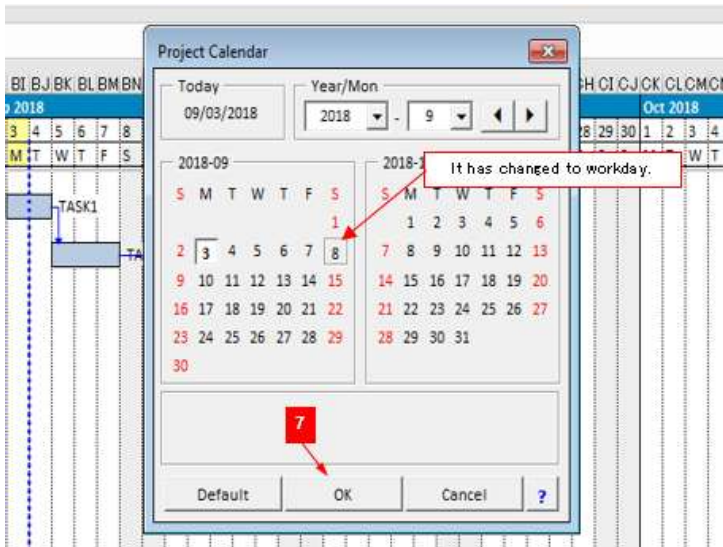 Project Calendar
BI BJ BK BL BM BN
CH CI CJ CK CL CM CN
2018
Oct 2018
3 4 5 6 7 8
28 29 30 1 2 3 4
M T W T F S
W T
TASK1
Today
09/03/2018
Year/Mon
2018 - 9
It has changed to workday.
2018-09
S M T W T F S
1
2 3 4 5 6 7 8
9 10 11 12 13 14 15
16 17 18 19 20 21 22
23 24 25 26 27 28 29
30
2018-1
S M T W T F S
1 2 3 4 5 6
7 8 9 10 11 12 13
14 15 16 17 18 19 20
21 22 23 24 25 26 27
28 29 30 31
7
Default
OK
Cancel
?